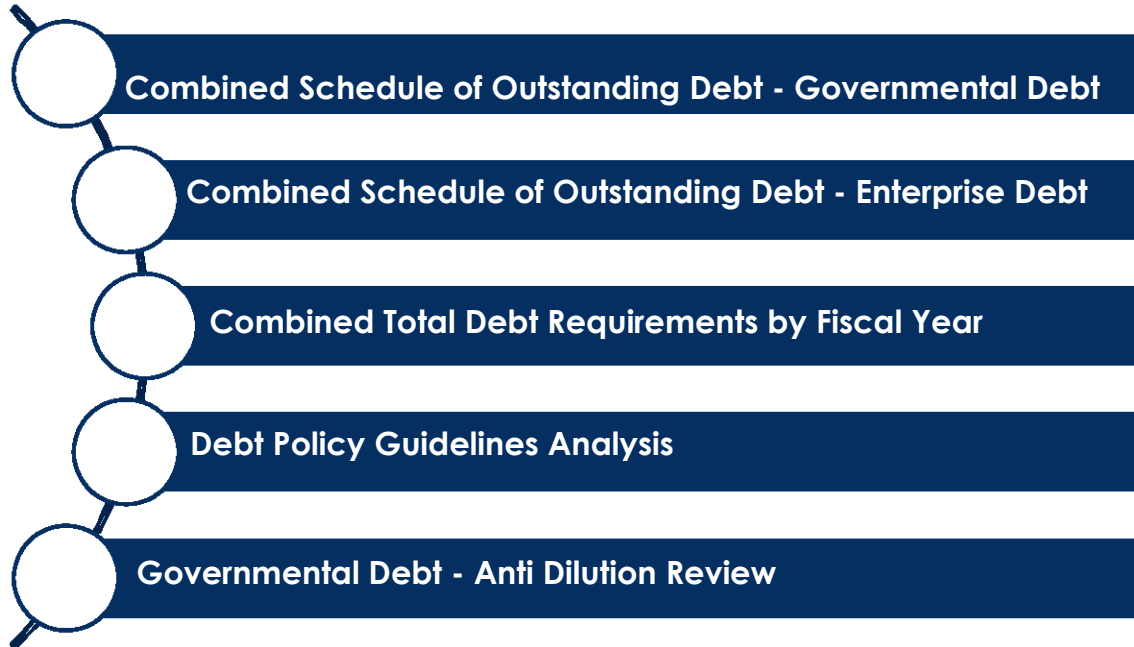 Combined Schedule of Outstanding Debt - Governmental Debt
Combined Schedule of Outstanding Debt - Enterprise Debt
Combined Total Debt Requirements by Fiscal Year
Debt Policy Guidelines Analysis
Governmental Debt - Anti Dilution Review